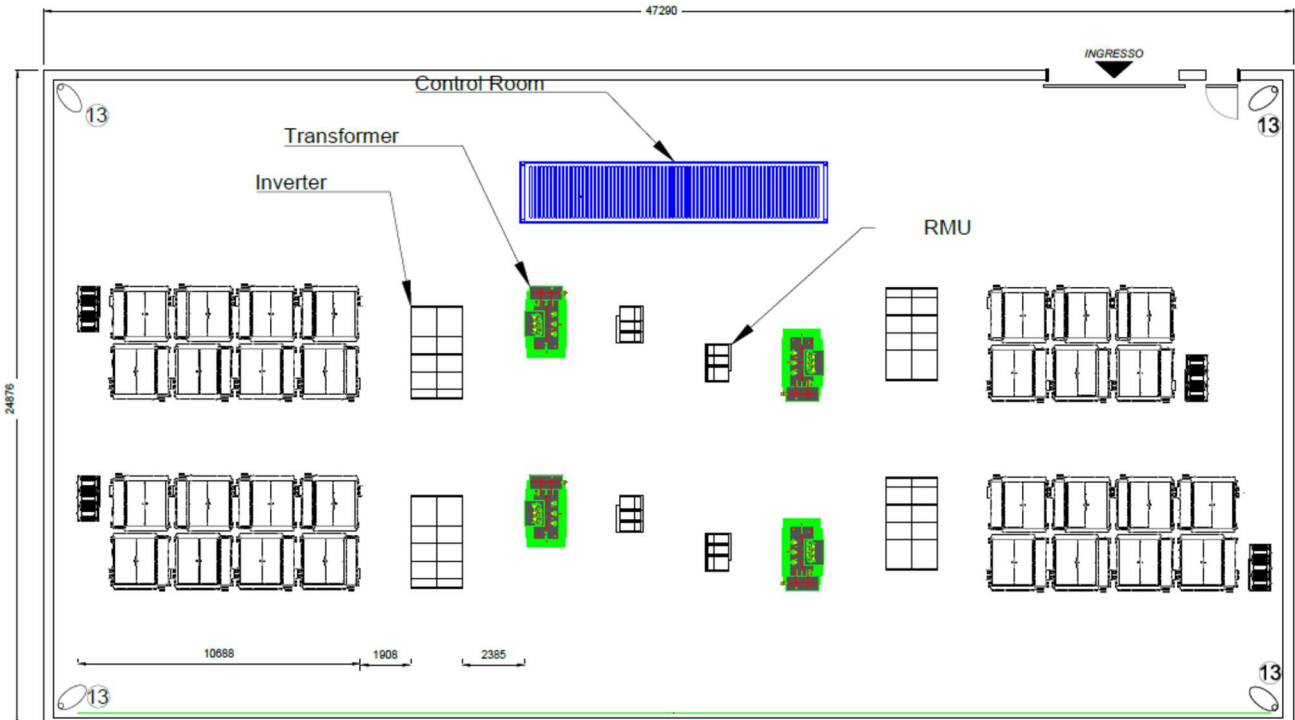 47290
INGRESSO
Control Room
13
13
Transformer
Inverter
RMU
24876
10688
1908
2385
13
13